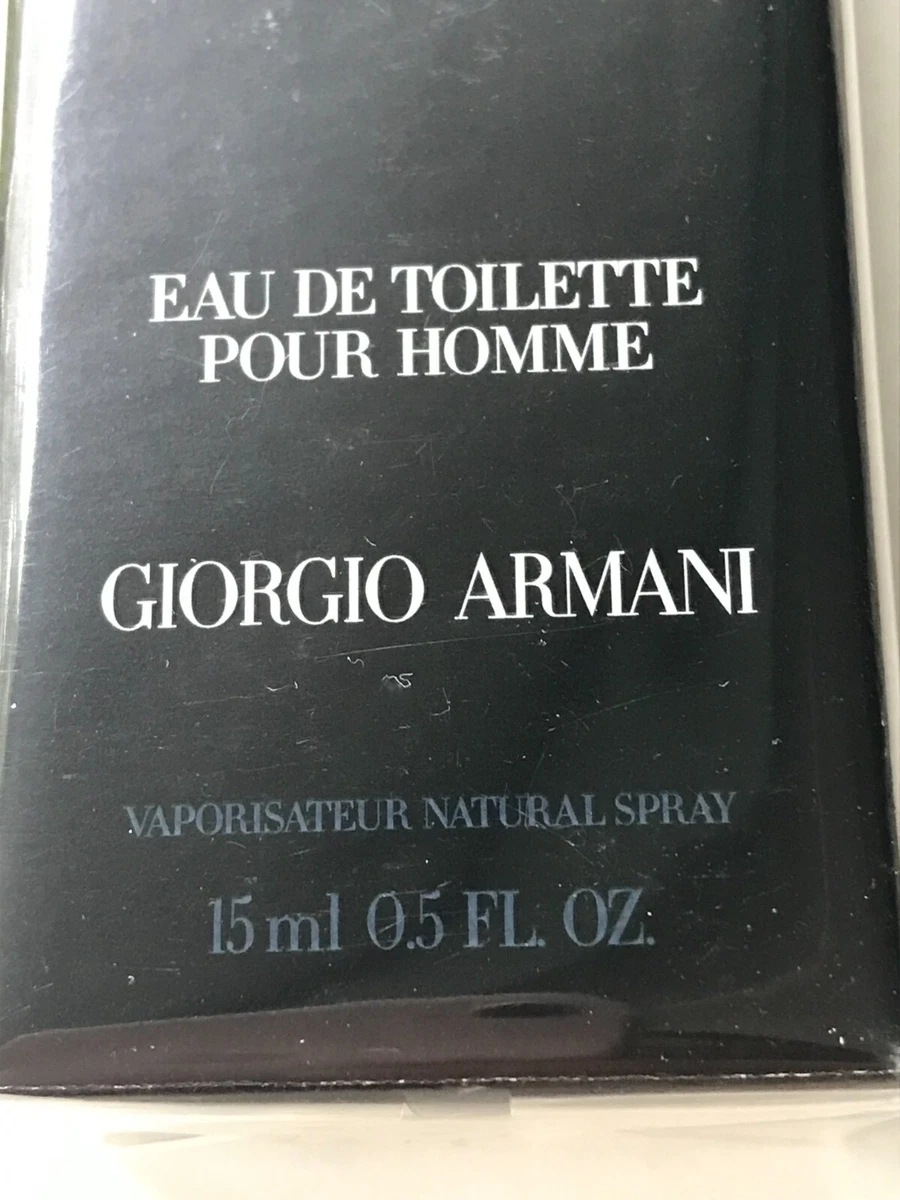 EAU DE TOILETTE
POUR HOMME
GIORGIO ARMANI
VAPORISATEUR NATURAL SPRAY
15 ml 0.5 FL. OZ.